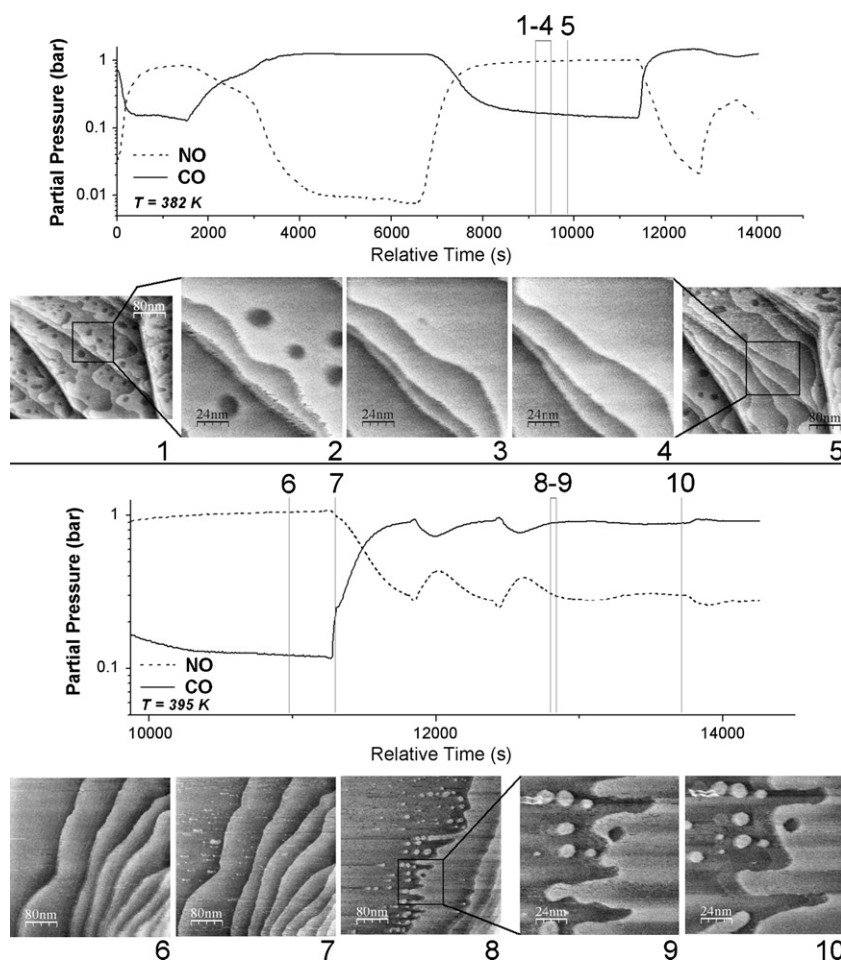 1-4 5
Partial Pressure (bar)
1
0.1
0.01
NO
CO
T = 382 K
0 2000 4000 6000 8000 10000 12000 14000
Relative Time (s)
80nm
24nm
24nm
24nm
80nm
1 2 3 4 5
6 7 8-9 10
Partial Pressure (bar)
1
0.1
NO
CO
T = 395 K
10000 12000 14000
Relative Time (s)
80nm
80nm
80nm
24nm
24nm
6 7 8 9 10